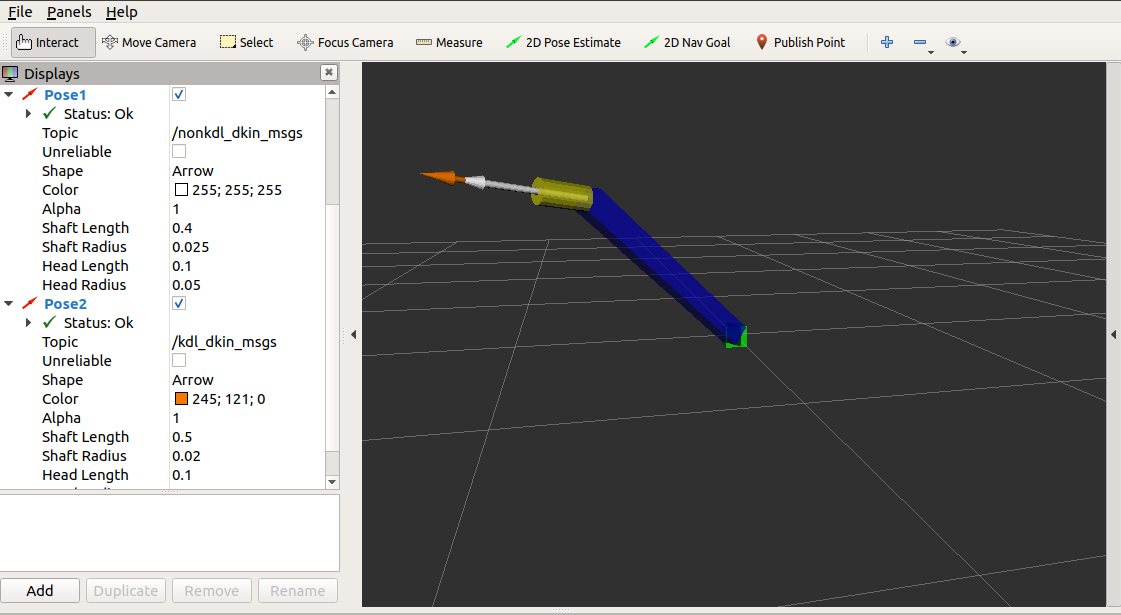 File Panels Help
Interact Move Camera Select Focus Camera Measure 2D Pose Estimate 2D Nav Goal Publish Point
Displays
Pose1
Status: Ok
Topic /nonkdl_dkin_msgs
Unreliable
Shape Arrow
Color 255; 255; 255
Alpha 1
Shaft Length 0.4
Shaft Radius 0.025
Head Length 0.1
Head Radius 0.05
Pose2
Status: Ok
Topic /kdl_dkin_msgs
Unreliable
Shape Arrow
Color 245; 121; 0
Alpha 1
Shaft Length 0.5
Shaft Radius 0.02
Head Length 0.1
Add Duplicate Remove Rename